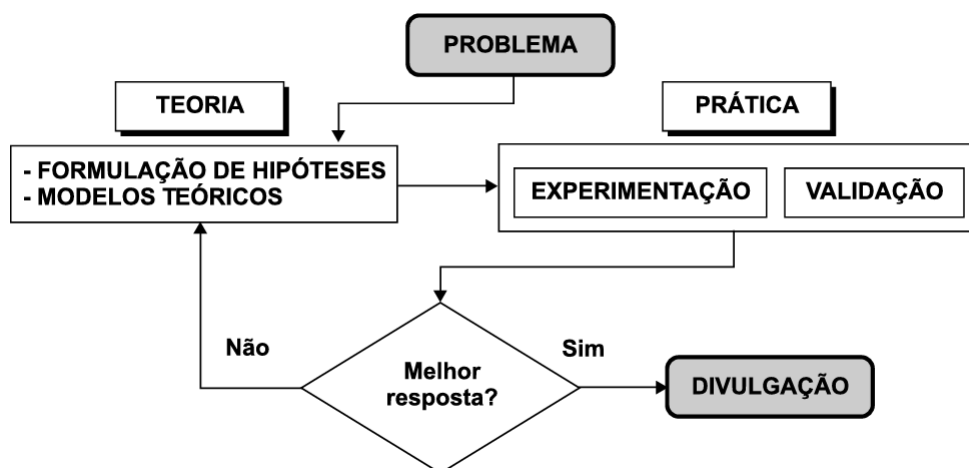 PROBLEMA
TEORIA
PRÁTICA
- FORMULAÇÃO DE HIPÓTESES
- MODELOS TEÓRICOS
EXPERIMENTAÇÃO
VALIDAÇÃO
Não
Sim
Melhor
resposta?
DIVULGAÇÃO